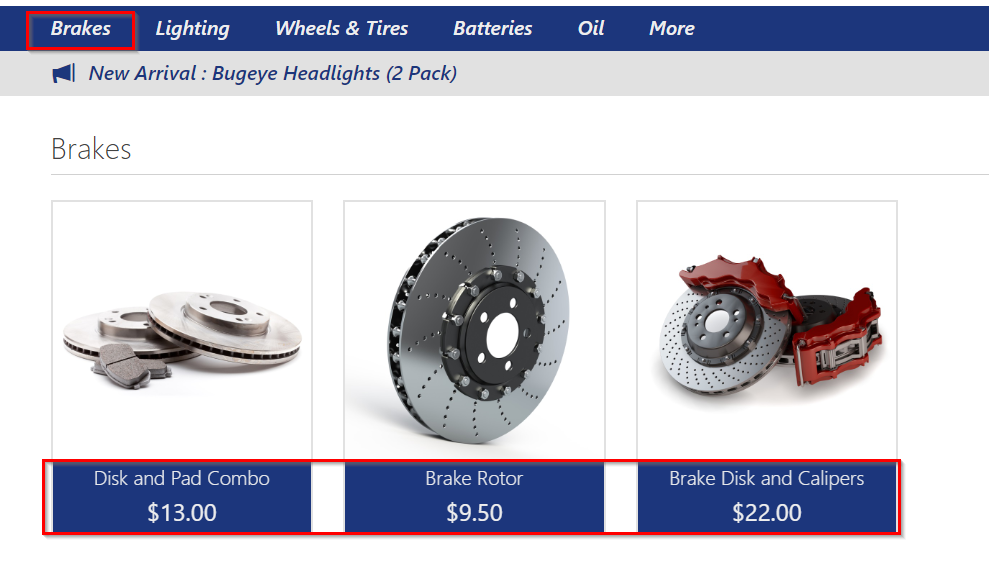 Brakes Lighting Wheels & Tires Batteries Oil More
New Arrival : Bugeye Headlights (2 Pack)
Brakes
Disk and Pad Combo
$13.00
Brake Rotor
$9.50
Brake Disk and Calipers
$22.00